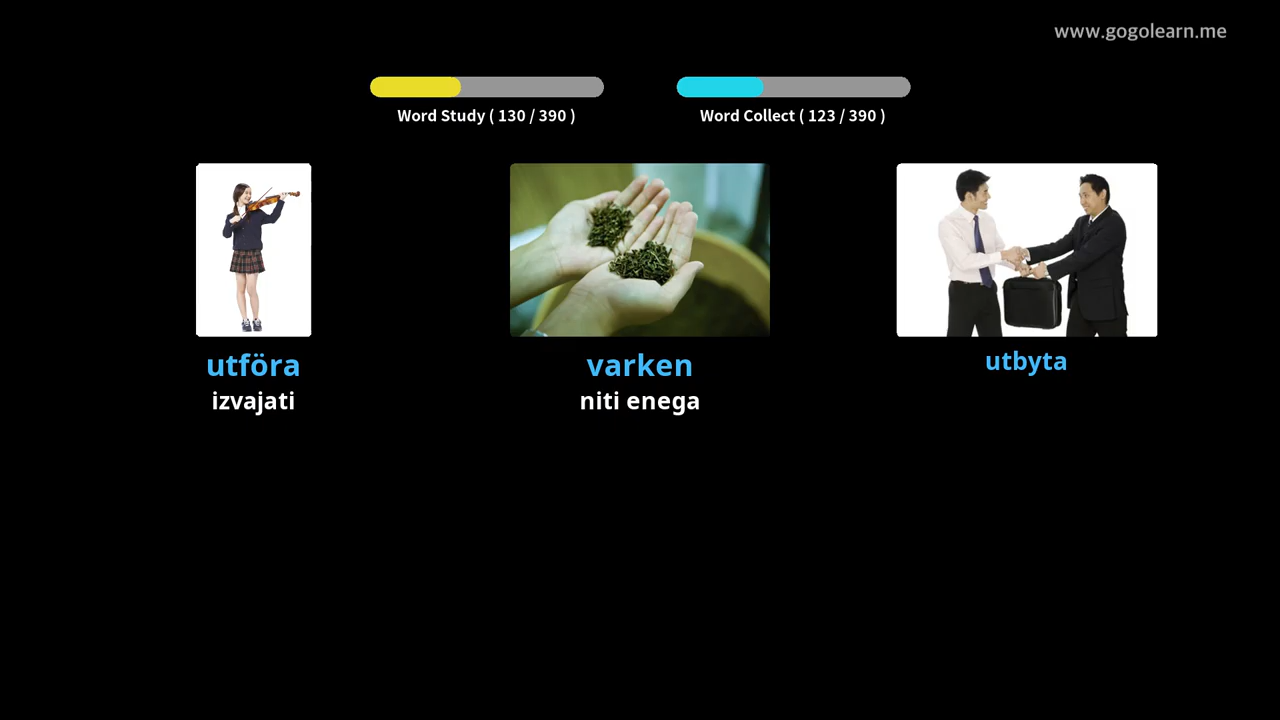 www.gogolearn.me
Word Study ( 130 / 390 )
Word Collect ( 123 / 390 )
utföra
izvajati
varken
niti enega
utbyta